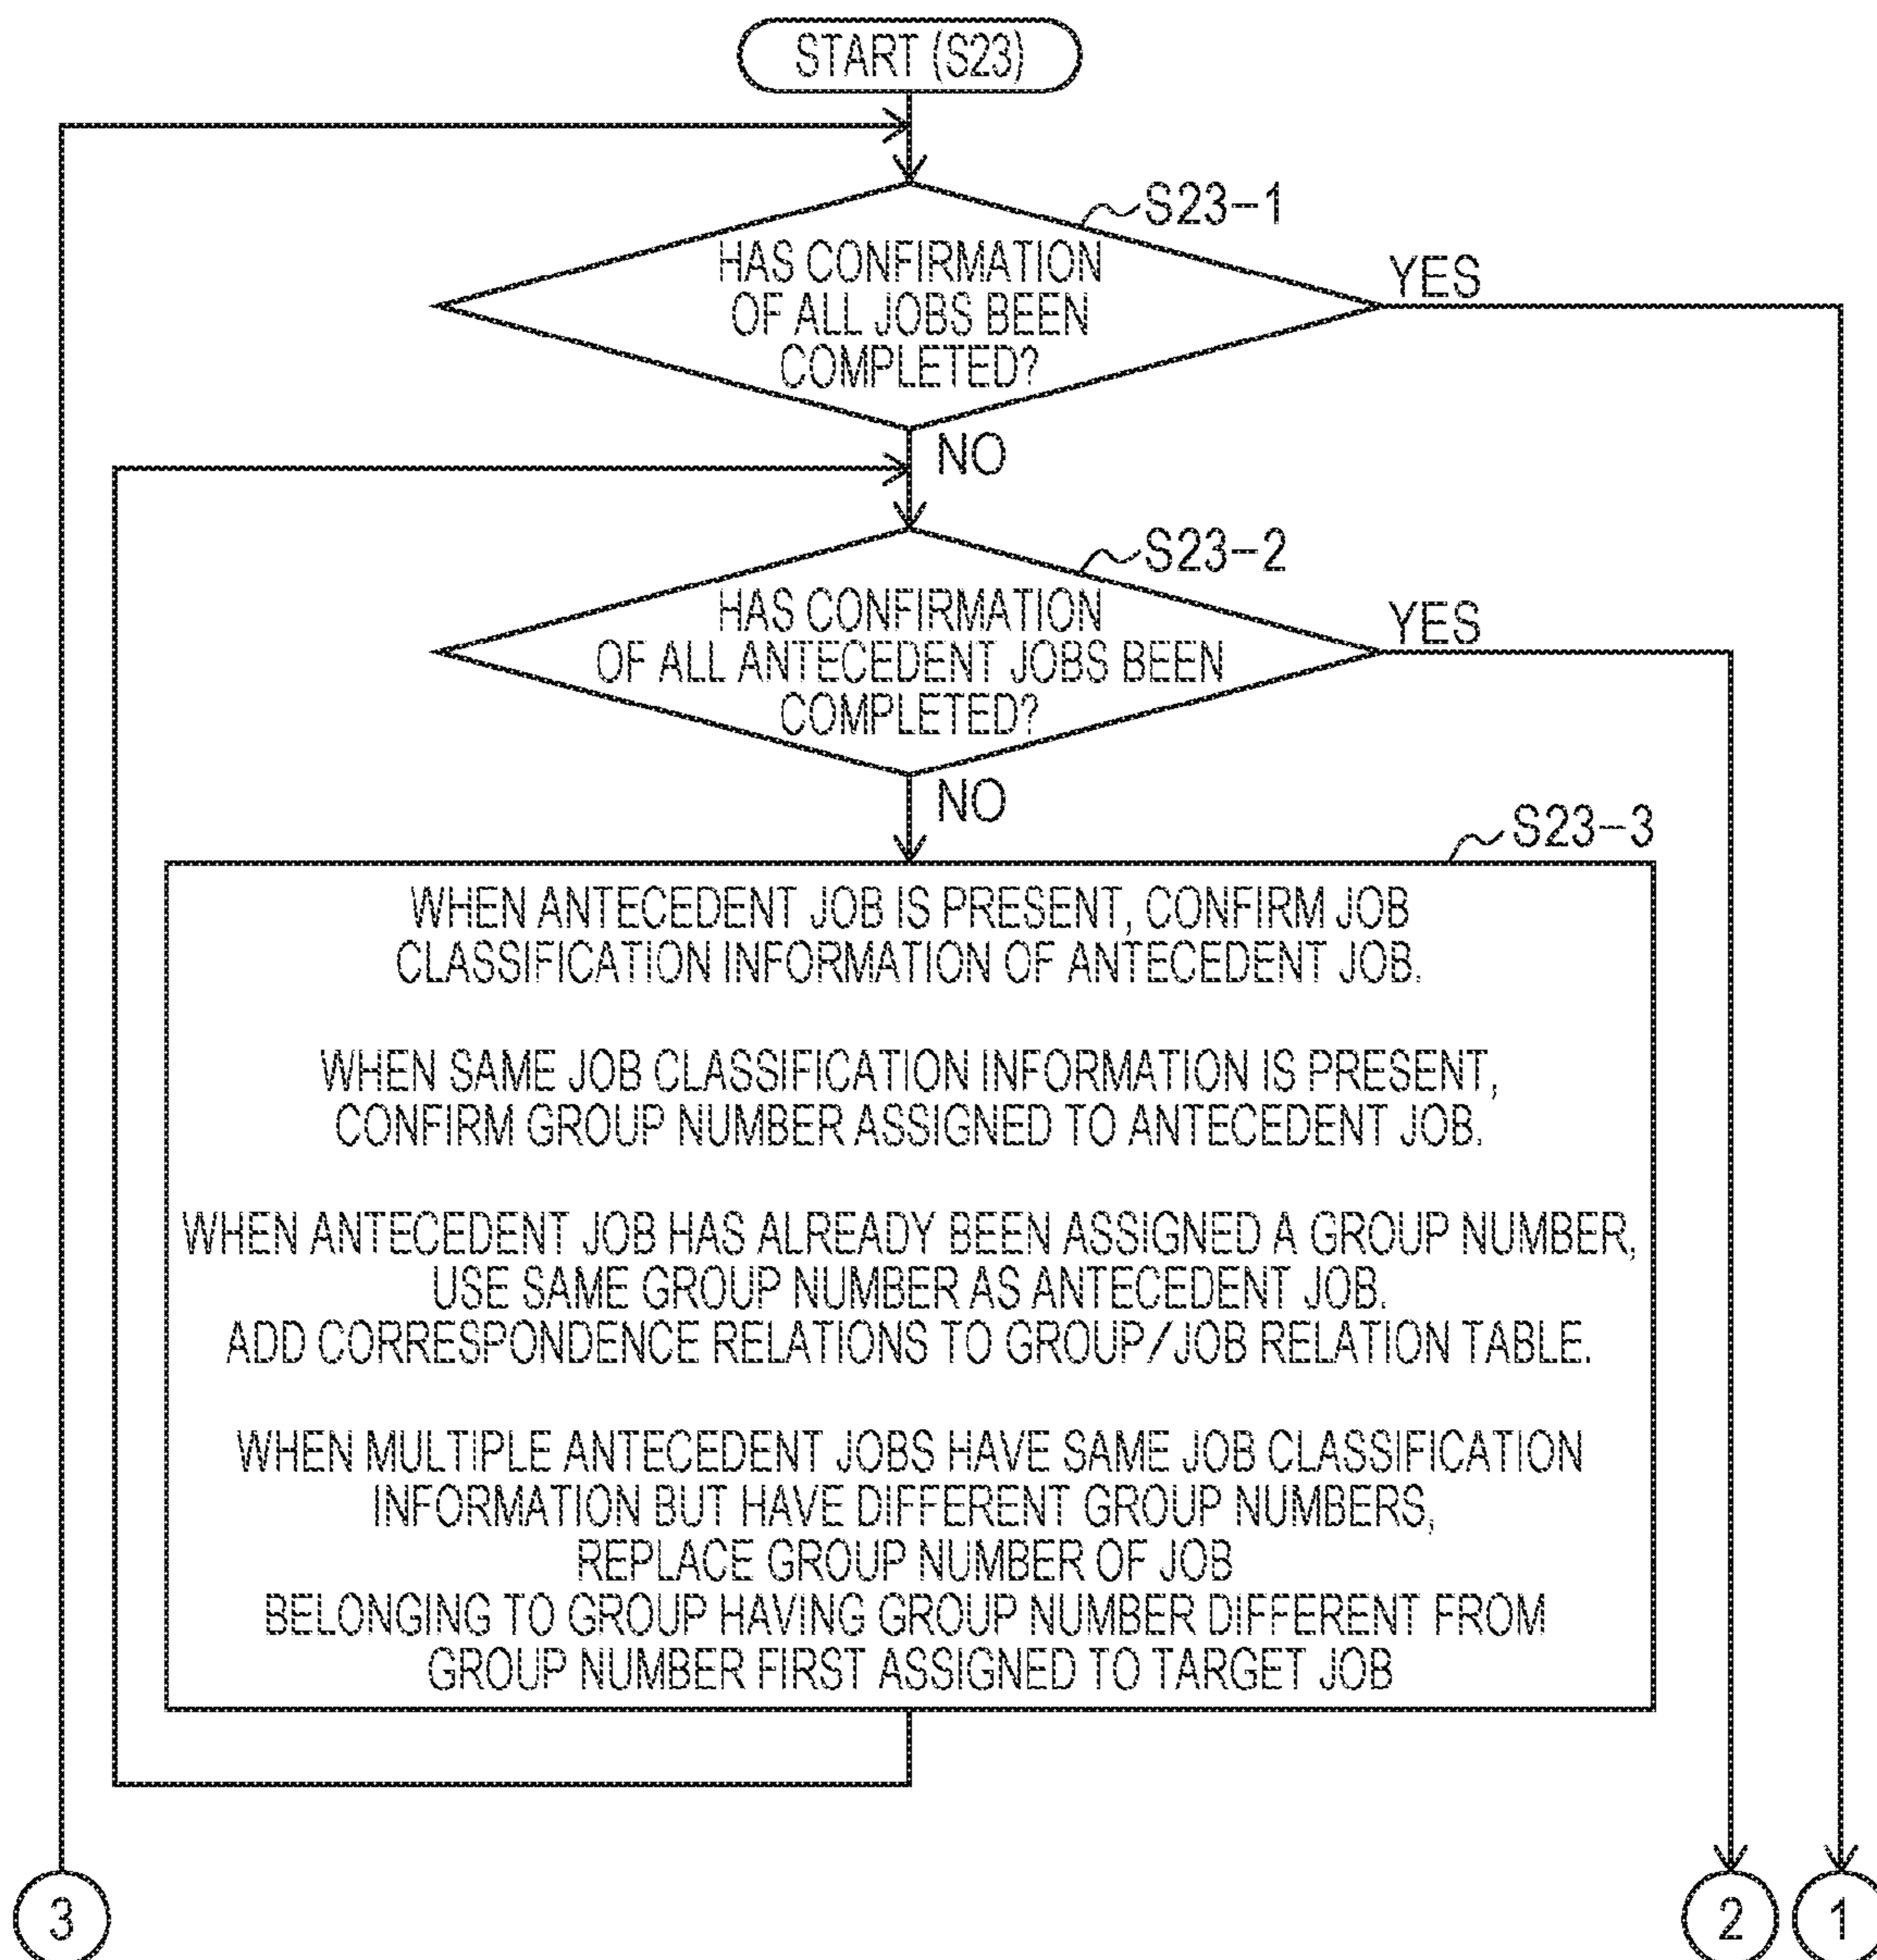 START (S23)
S23-1
HAS CONFIRMATION
OF ALL JOBS BEEN
COMPLETED?
YES
NO
S23-2
HAS CONFIRMATION
OF ALL ANTECEDENT JOBS BEEN
COMPLETED?
YES
NO
S23-3
WHEN ANTECEDENT JOB IS PRESENT, CONFIRM JOB
CLASSIFICATION INFORMATION OF ANTECEDENT JOB.
WHEN SAME JOB CLASSIFICATION INFORMATION IS PRESENT,
CONFIRM GROUP NUMBER ASSIGNED TO ANTECEDENT JOB.
WHEN ANTECEDENT JOB HAS ALREADY BEEN ASSIGNED A GROUP NUMBER,
USE SAME GROUP NUMBER AS ANTECEDENT JOB.
ADD CORRESPONDENCE RELATIONS TO GROUP/JOB RELATION TABLE.
WHEN MULTIPLE ANTECEDENT JOBS HAVE SAME JOB CLASSIFICATION
INFORMATION BUT HAVE DIFFERENT GROUP NUMBERS,
REPLACE GROUP NUMBER OF JOB
BELONGING TO GROUP HAVING GROUP NUMBER DIFFERENT FROM
GROUP NUMBER FIRST ASSIGNED TO TARGET JOB
3
2
1